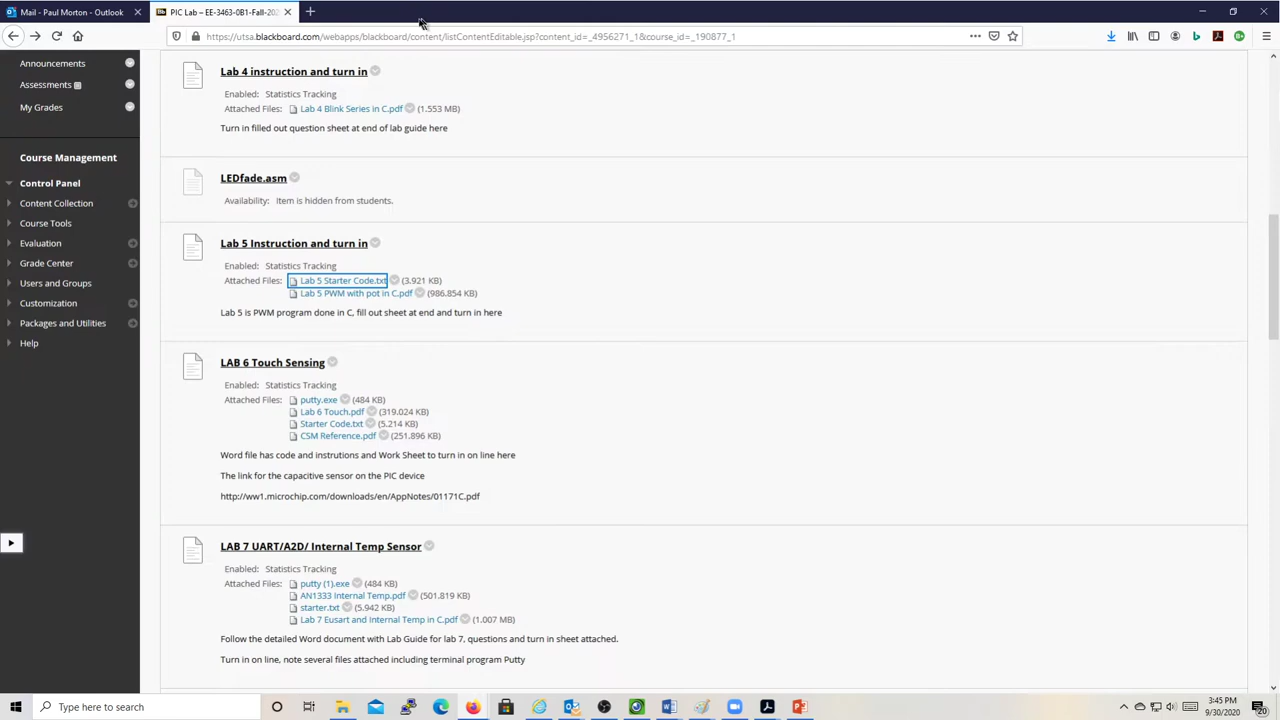 Mail - Paul Morton - Outlook
PIC Lab – EE-3463-0B1-Fall-202
https://utsa.blackboard.com/webapps/blackboard/content/listContentEditable.jsp?content_id=_4956271_1&course_id=_190877_1
Announcements
Assessments
My Grades
Course Management
Control Panel
Content Collection
Course Tools
Evaluation
Grade Center
Users and Groups
Customization
Packages and Utilities
Help
Lab 4 instruction and turn in
Enabled: Statistics Tracking
Attached Files: Lab 4 Blink Series in C.pdf (1.553 MB)
Turn in filled out question sheet at end of lab guide here
LEDfade.asm
Availability: Item is hidden from students.
Lab 5 Instruction and turn in
Enabled: Statistics Tracking
Attached Files: Lab 5 Starter Code.txt (3.921 KB)
Lab 5 PWM with pot in C.pdf (986.854 KB)
Lab 5 is PWM program done in C, fill out sheet at end and turn in here
LAB 6 Touch Sensing
Enabled: Statistics Tracking
Attached Files: putty.exe (484 KB)
Lab 6 Touch.pdf (319.024 KB)
Starter Code.txt (5.214 KB)
CSM Reference.pdf (251.896 KB)
Word file has code and instrutions and Work Sheet to turn in on line here
The link for the capacitive sensor on the PIC device
http://ww1.microchip.com/downloads/en/AppNotes/01171C.pdf
LAB 7 UART/A2D/ Internal Temp Sensor
Enabled: Statistics Tracking
Attached Files: putty (1).exe (484 KB)
AN1333 Internal Temp.pdf (501.819 KB)
starter.txt (5.942 KB)
Lab 7 Eusart and Internal Temp in C.pdf (1.007 MB)
Follow the detailed Word document with Lab Guide for lab 7, questions and turn in sheet attached.
Turn in on line, note several files attached including terminal program Putty
Type here to search
3:45 PM
9/30/2020
20